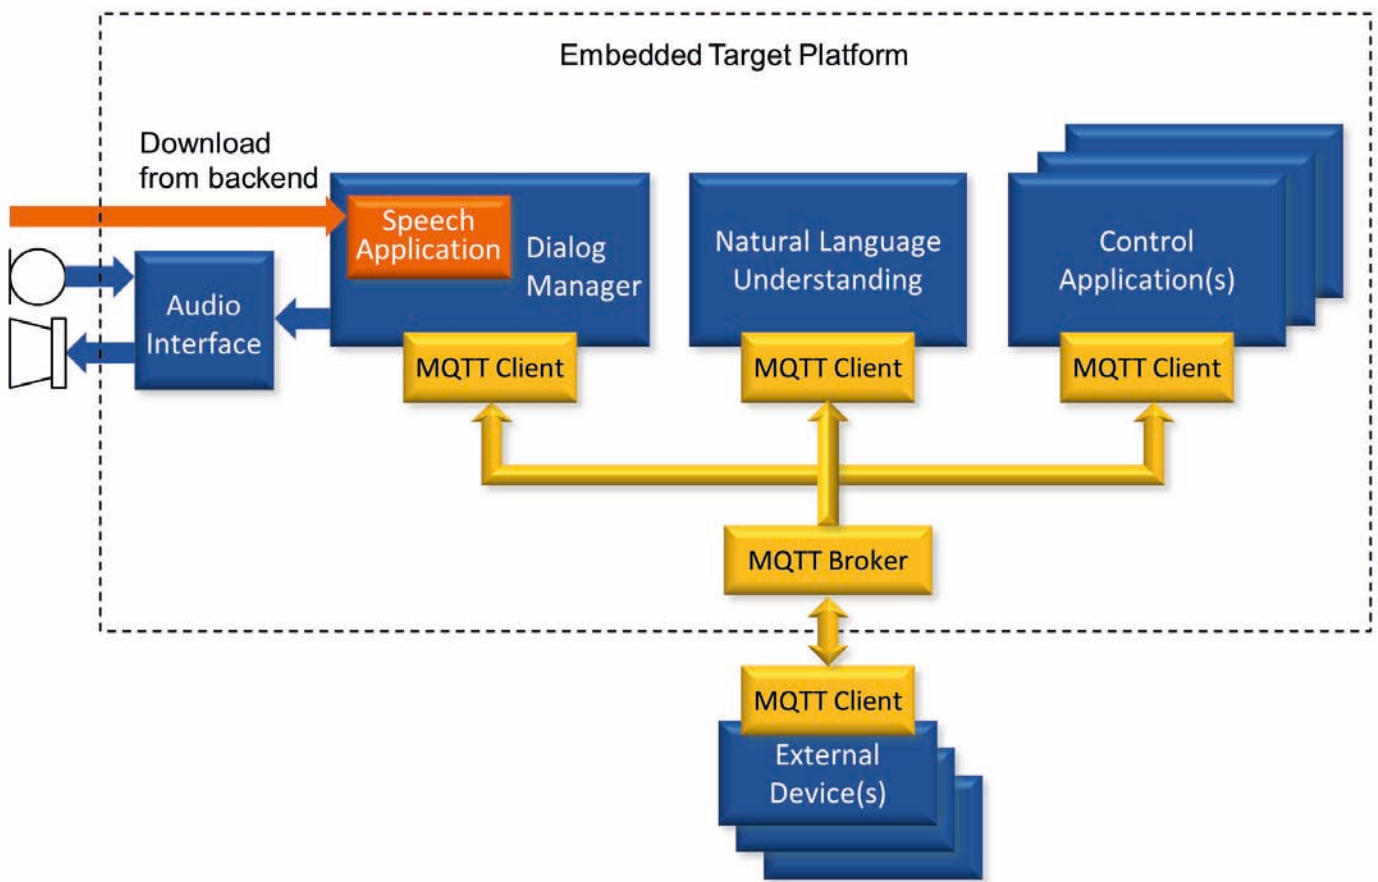 Embedded Target Platform
Download
from backend
Speech
Application
Dialog
Manager
Natural Language
Understanding
Control
Application(s)
Audio
Interface
MQTT Client
MQTT Client
MQTT Client
MQTT Broker
MQTT Client
External
Device(s)